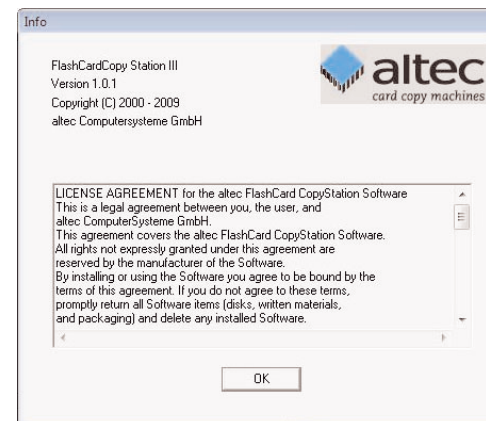 Info
FlashCardCopy Station III
Version 1.0.1
Copyright (C) 2000 - 2009
altec Computersysteme GmbH
altec
card copy machines
LICENSE AGREEMENT for the altec FlashCard CopyStation Software
This is a legal agreement between you, the user, and
altec ComputerSysteme GmbH.
This agreement covers the altec FlashCard CopyStation Software.
All rights not expressly granted under this agreement are
reserved by the manufacturer of the Software.
By installing or using the Software you agree to be bound by the
terms of this agreement. If you do not agree to these terms,
promptly return all Software items (disks, written materials,
and packaging) and delete any installed Software.
OK